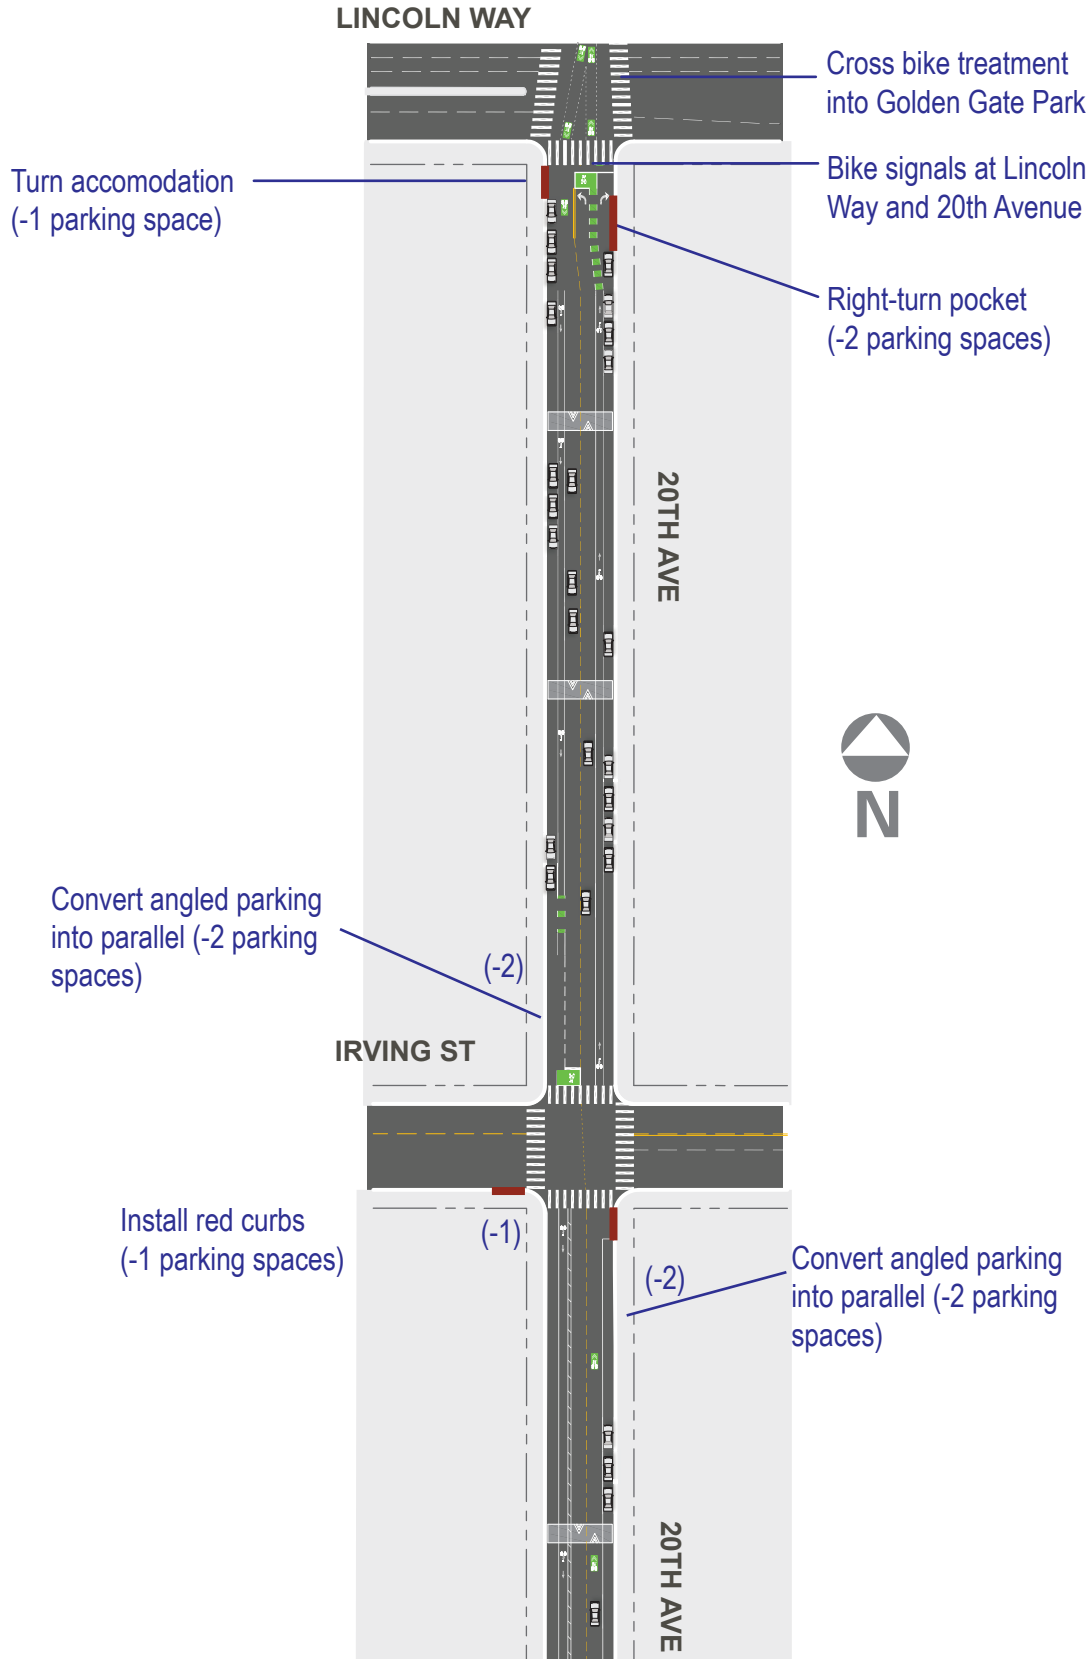 LINCOLN WAY
Cross bike treatment
into Golden Gate Park
Turn accomodation
(-1 parking space)
Bike signals at Lincoln
Way and 20th Avenue
Right-turn pocket
(-2 parking spaces)
20TH AVE
N
Convert angled parking
into parallel (-2 parking
spaces)
(-2)
IRVING ST
Install red curbs
(-1 parking spaces)
(-1)
(-2)
Convert angled parking
into parallel (-2 parking
spaces)
20TH AVE